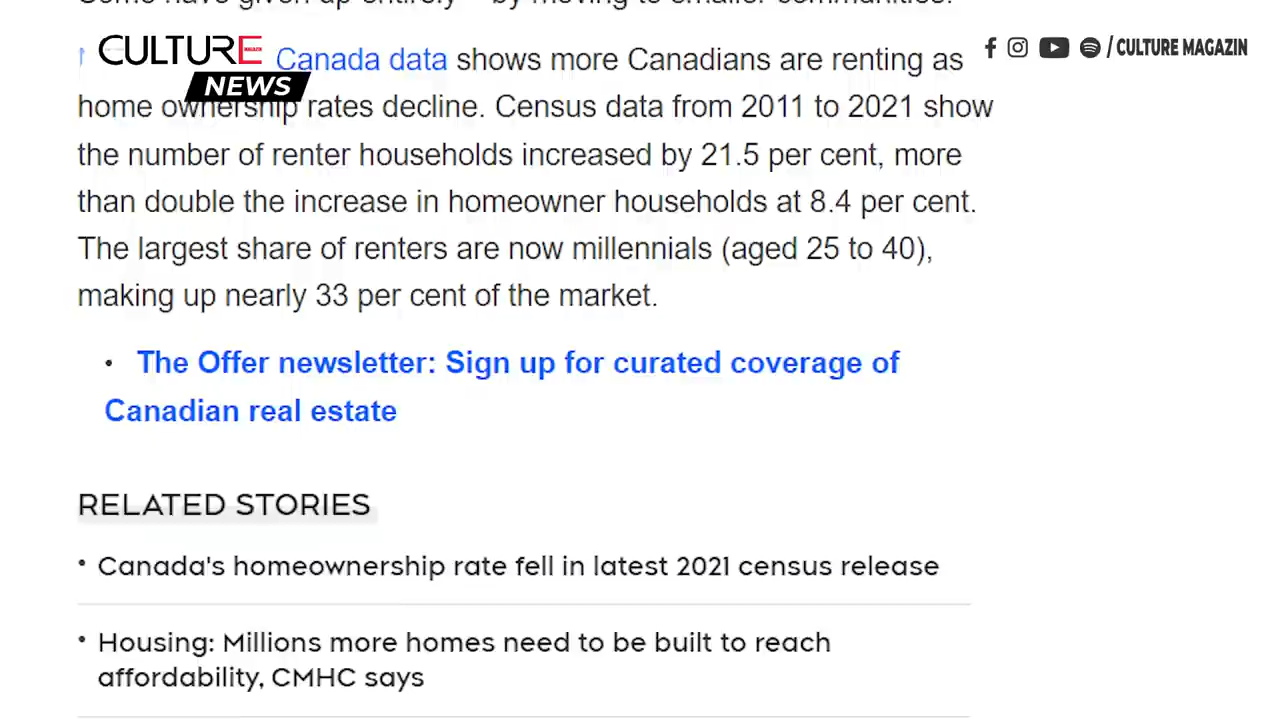 CULTURE
MAGAZIN
NEWS
/ CULTURE MAGAZIN
Canada data shows more Canadians are renting as
home ownership rates decline. Census data from 2011 to 2021 show
the number of renter households increased by 21.5 per cent, more
than double the increase in homeowner households at 8.4 per cent.
The largest share of renters are now millennials (aged 25 to 40),
making up nearly 33 per cent of the market.
• The Offer newsletter: Sign up for curated coverage of
Canadian real estate
RELATED STORIES
• Canada's homeownership rate fell in latest 2021 census release
• Housing: Millions more homes need to be built to reach
affordability, CMHC says